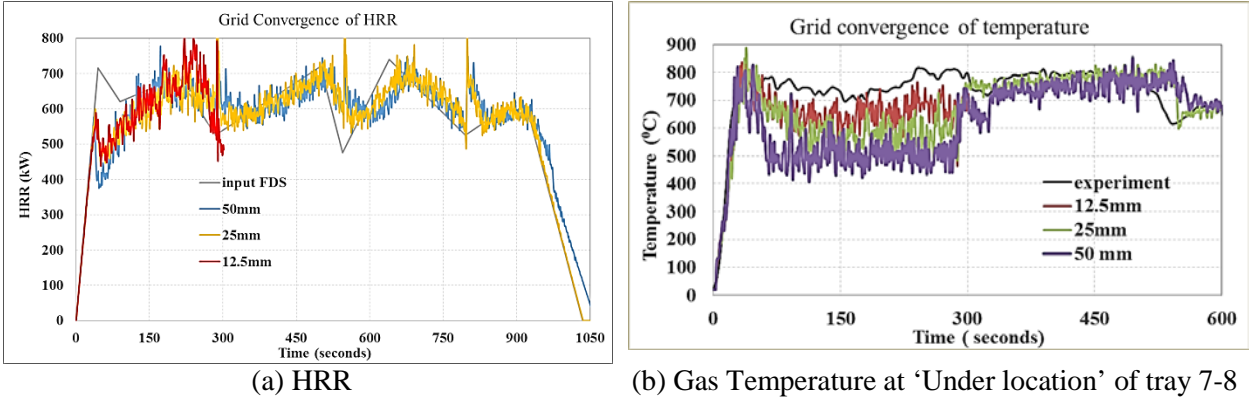 Grid Convergence of HRR
800
700
600
500
400
300
200
100
0
HRR (kW)
input FDS
50mm
25mm
12.5mm
0 150 300 450 600 750 900 1050
Time (seconds)
(a) HRR
Grid convergence of temperature
900
800
700
600
500
400
300
200
100
0
Temperature (⁰C)
experiment
12.5mm
25mm
50 mm
0 150 300 450 600
Time ( seconds)
(b) Gas Temperature at ‘Under location’ of tray 7-8